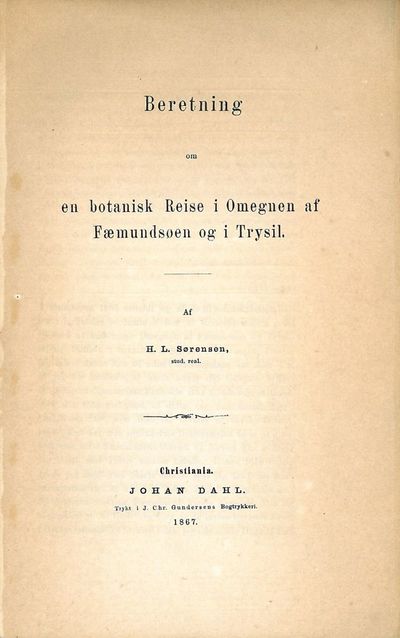 Beretning
om
en botanisk Reise i Omegnen af
Fæmundsøen og i Trysil.
Af
H. L. Sørensen,
stud. real.
Christiania.
JOHAN DAHL.
Trykt i J. Chr. Gundersens Bogtrykkeri.
1867.